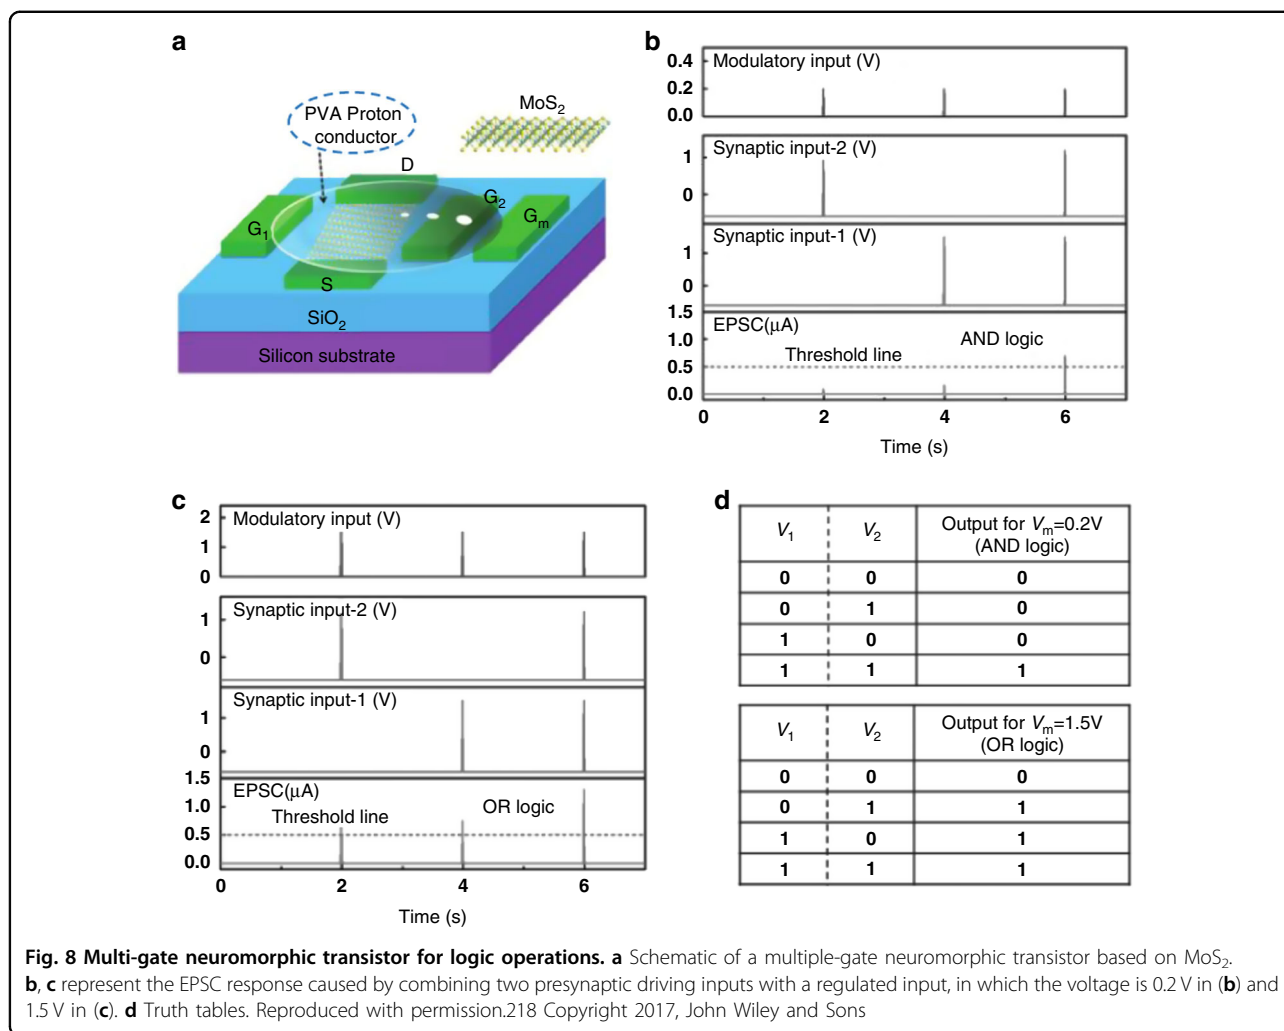 a
PVA Proton
conductor
MoS2
D
G1
G2
Gm
S
SiO2
Silicon substrate
b
0.4
Modulatory input (V)
0.2
0.0
Synaptic input-2 (V)
1
0
Synaptic input-1 (V)
1
0
1.5
EPSC(μA)
1.0
AND logic
Threshold line
0.5
0.0
0 2 4 6
Time (s)
c
2
Modulatory input (V)
1
0
Synaptic input-2 (V)
1
0
Synaptic input-1 (V)
1
0
1.5
EPSC(μA)
1.0
OR logic
Threshold line
0.5
0.0
0 2 4 6
Time (s)
d
V1 V2 Output for Vm=0.2V
(AND logic)
0 0 0
0 1 0
1 0 0
1 1 1
V1 V2 Output for Vm=1.5V
(OR logic)
0 0 0
0 1 1
1 0 1
1 1 1
Fig. 8 Multi-gate neuromorphic transistor for logic operations. a Schematic of a multiple-gate neuromorphic transistor based on MoS2.
b, c represent the EPSC response caused by combining two presynaptic driving inputs with a regulated input, in which the voltage is 0.2 V in (b) and
1.5 V in (c). d Truth tables. Reproduced with permission.218 Copyright 2017, John Wiley and Sons